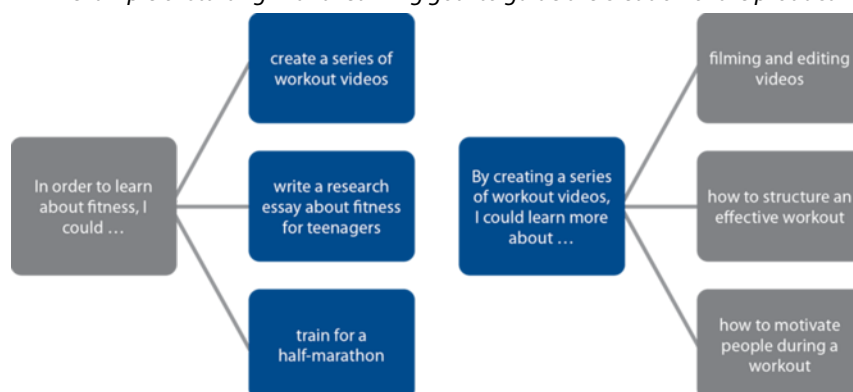 In order to learn
about fitness, I
could …
create a series of
workout videos
write a research
essay about fitness
for teenagers
train for a
half-marathon
By creating a series
of workout videos,
I could learn more
about …
filming and editing
videos
how to structure an
effective workout
how to motivate
people during a
workout